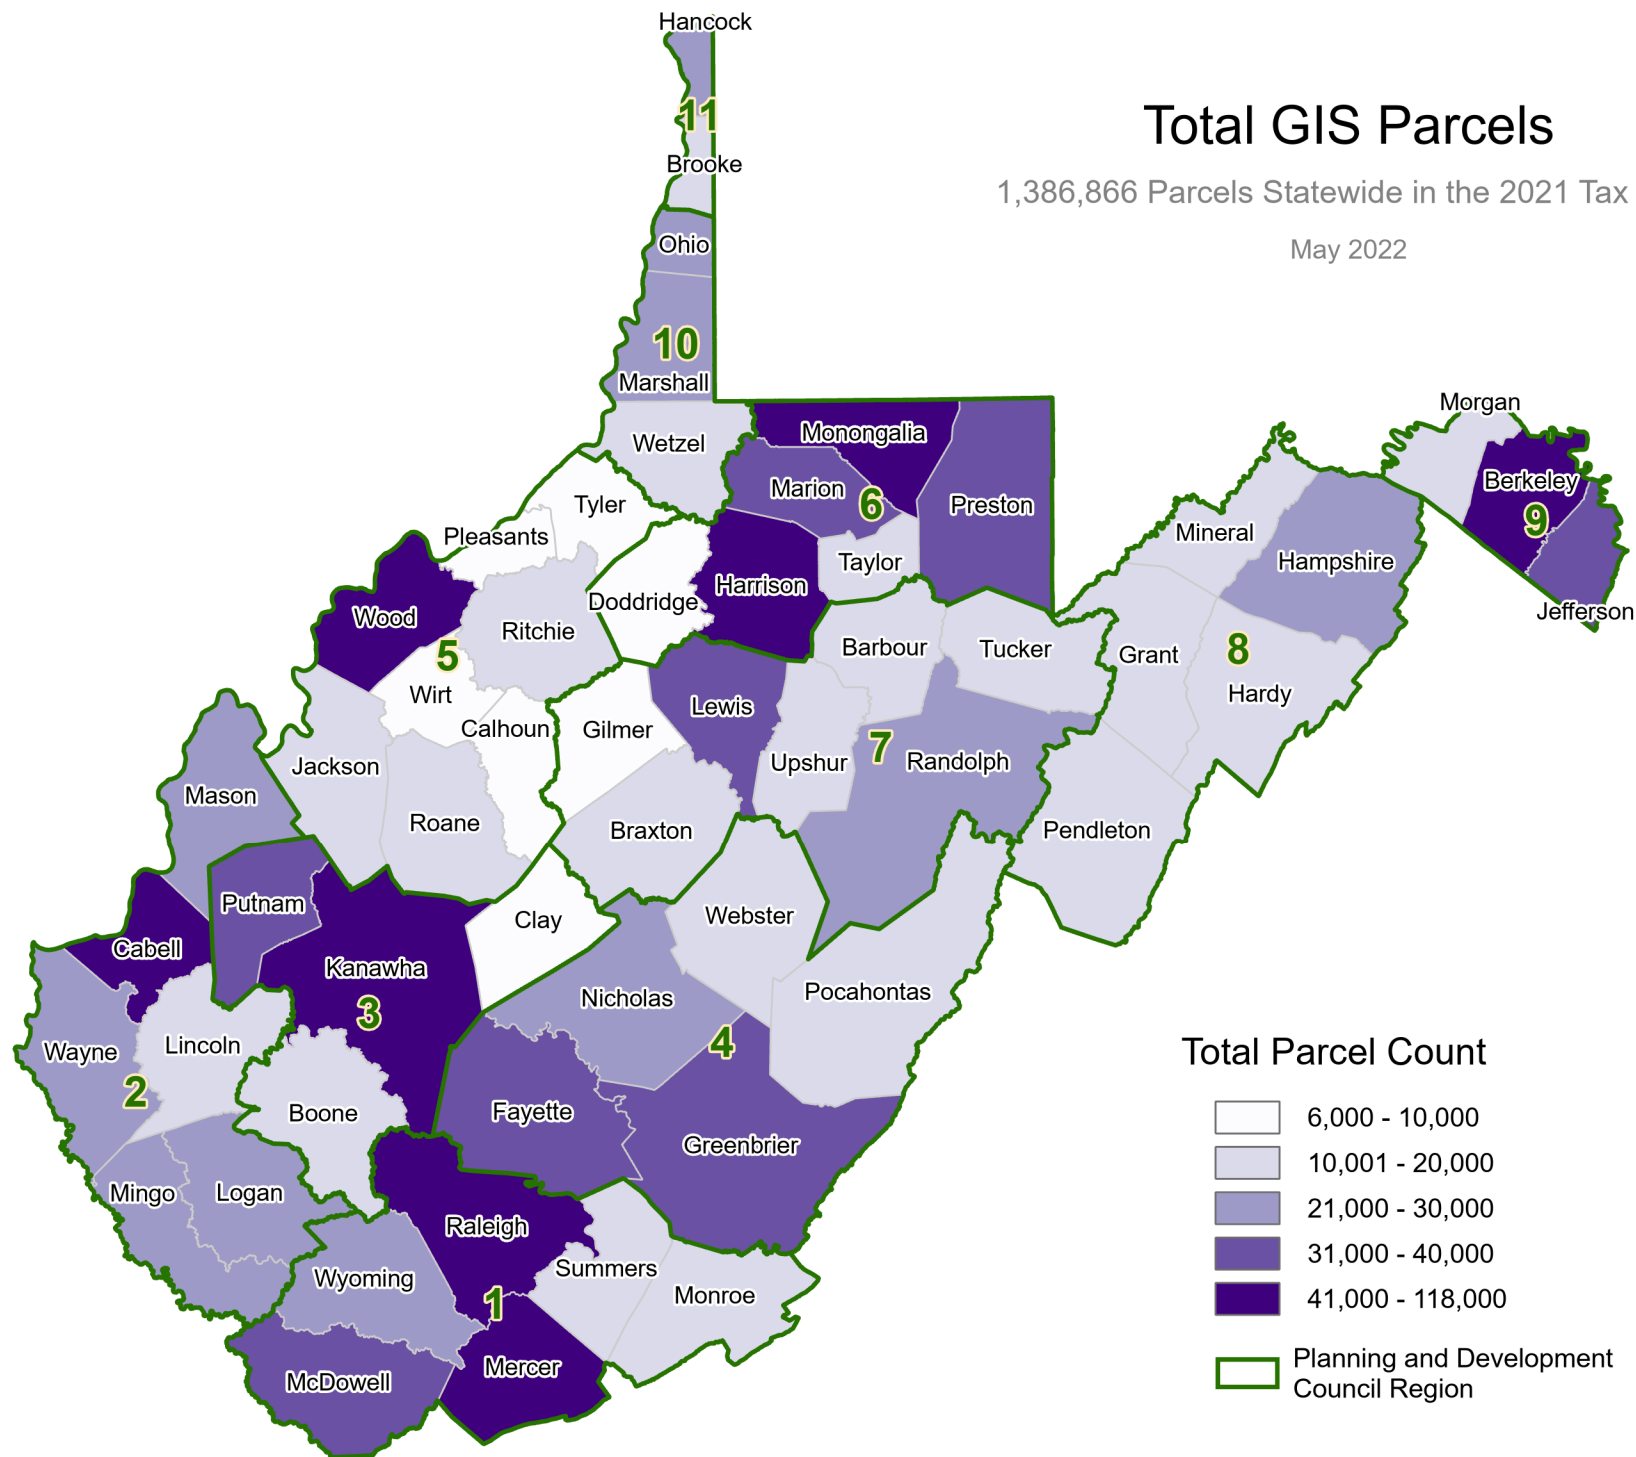 Hancock
11
Brooke
Total GIS Parcels
1,386,866 Parcels Statewide in the 2021 Tax
May 2022
Ohio
10
Marshall
Wetzel
Monongalia
Marion
6
Preston
Morgan
Berkeley
9
Jefferson
Tyler
Pleasants
Taylor
Mineral
Hampshire
Harrison
Doddridge
Wood
Ritchie
5
Barbour
Tucker
Grant
8
Hardy
Wirt
Calhoun
Gilmer
Lewis
Upshur
7
Randolph
Jackson
Mason
Roane
Braxton
Pendleton
Putnam
Clay
Webster
Cabell
Kanawha
3
Nicholas
Pocahontas
Wayne
Lincoln
2
4
Boone
Fayette
Greenbrier
Mingo
Logan
Raleigh
Wyoming
Summers
1
Monroe
Mercer
McDowell
Total Parcel Count
6,000 - 10,000
10,001 - 20,000
21,000 - 30,000
31,000 - 40,000
41,000 - 118,000
Planning and Development
Council Region